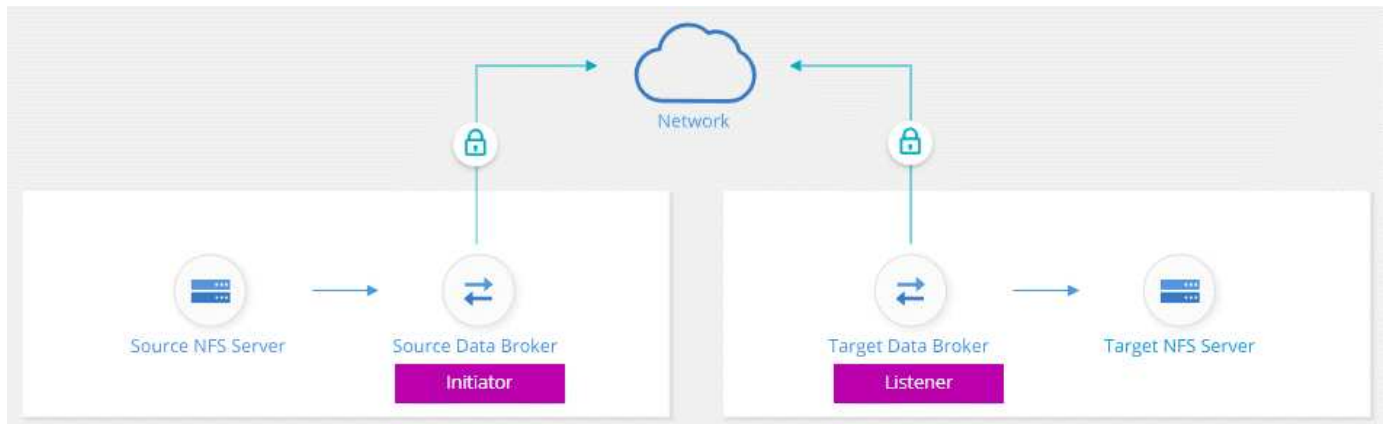 Network
Source NFS Server
Source Data Broker
Target Data Broker
Target NFS Server
Initiator
Listener